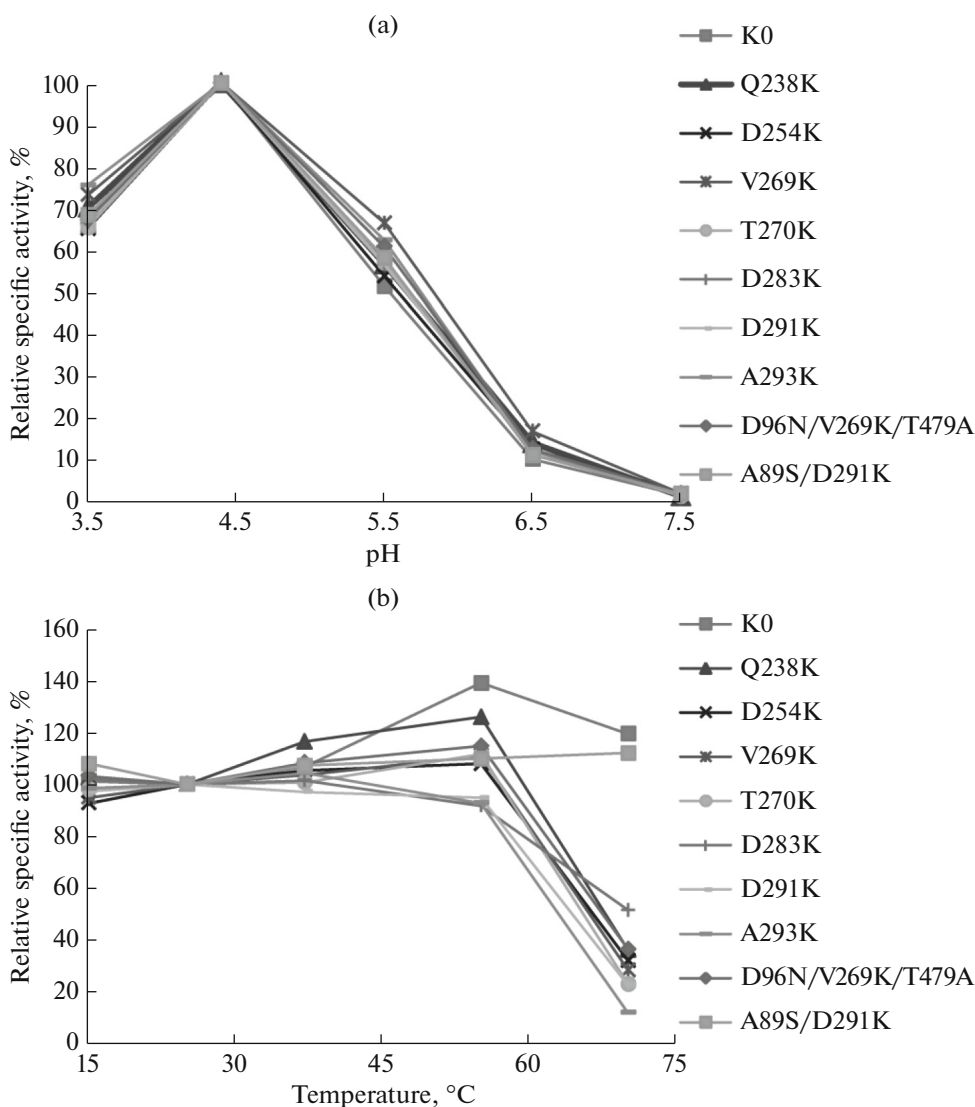 (a)
Relative specific activity, %
100
90
80
70
60
50
40
30
20
10
0
3.5 4.5 5.5 6.5 7.5
pH
K0
Q238K
D254K
V269K
T270K
D283K
D291K
A293K
D96N/V269K/T479A
A89S/D291K
(b)
Relative specific activity, %
160
140
120
100
80
60
40
20
0
15 30 45 60 75
Temperature, °C
K0
Q238K
D254K
V269K
T270K
D283K
D291K
A293K
D96N/V269K/T479A
A89S/D291K